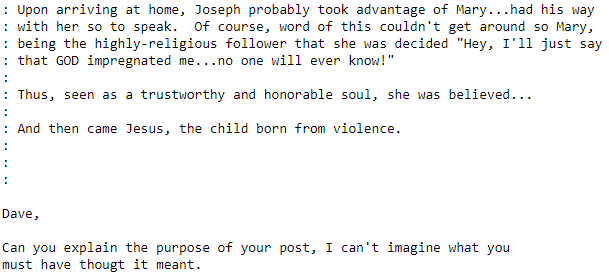 : Upon arriving at home, Joseph probably took advantage of Mary...had his way
: with her so to speak.  Of course, word of this couldn't get around so Mary,
: being the highly-religious follower that she was decided "Hey, I'll just say
: that GOD impregnated me...no one will ever know!"
:
: Thus, seen as a trustworthy and honorable soul, she was believed...
:
: And then came Jesus, the child born from violence.
:
:
:
Dave,
Can you explain the purpose of your post, I can't imagine what you
must have thougt it meant.